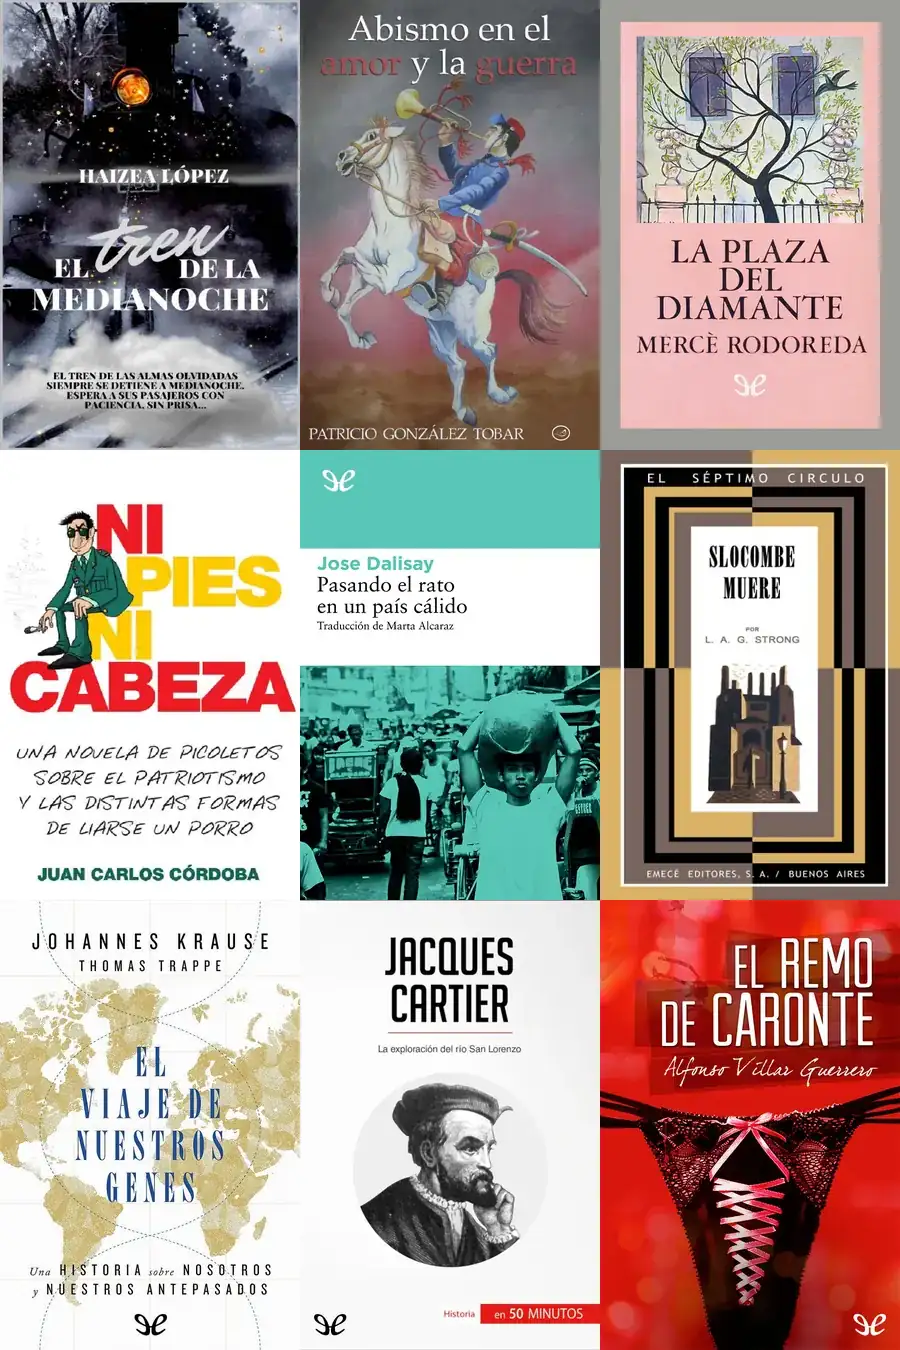 HAIZEA LÓPEZ
EL tren DE LA
MEDIANOCHE
EL TREN DE LAS ALMAS OLVIDADAS
SIEMPRE SE DETIENE A MEDIANOCHE.
ESPERA A SUS PASAJEROS CON
PACIENCIA, SIN PRISA...
Abismo en el
amor y la guerra
PATRICIO GONZÁLEZ TOBAR
LA PLAZA
DEL
DIAMANTE
MERCÈ RODOREDA
NI
PIES
NI
CABEZA
UNA NOVELA DE PICOLETOS
SOBRE EL PATRIOTISMO
Y LAS DISTINTAS FORMAS
DE LIARSE UN PORRO
JUAN CARLOS CÓRDOBA
Jose Dalisay
Pasando el rato
en un país cálido
Traducción de Marta Alcaraz
EL SÉPTIMO CIRCULO
SLOCOMBE
MUERE
POR
L. A. G. STRONG
EMECÉ EDITORES, S. A. / BUENOS AIRES
JOHANNES KRAUSE
THOMAS TRAPPE
EL
VIAJE DE
NUESTROS
GENES
Una HISTORIA sobre NOSOTROS
y NUESTROS ANTEPASADOS
JACQUES
CARTIER
La exploración del río San Lorenzo
Historia en 50 MINUTOS
EL REMO
DE CARONTE
Alfonso Villar Guerrero